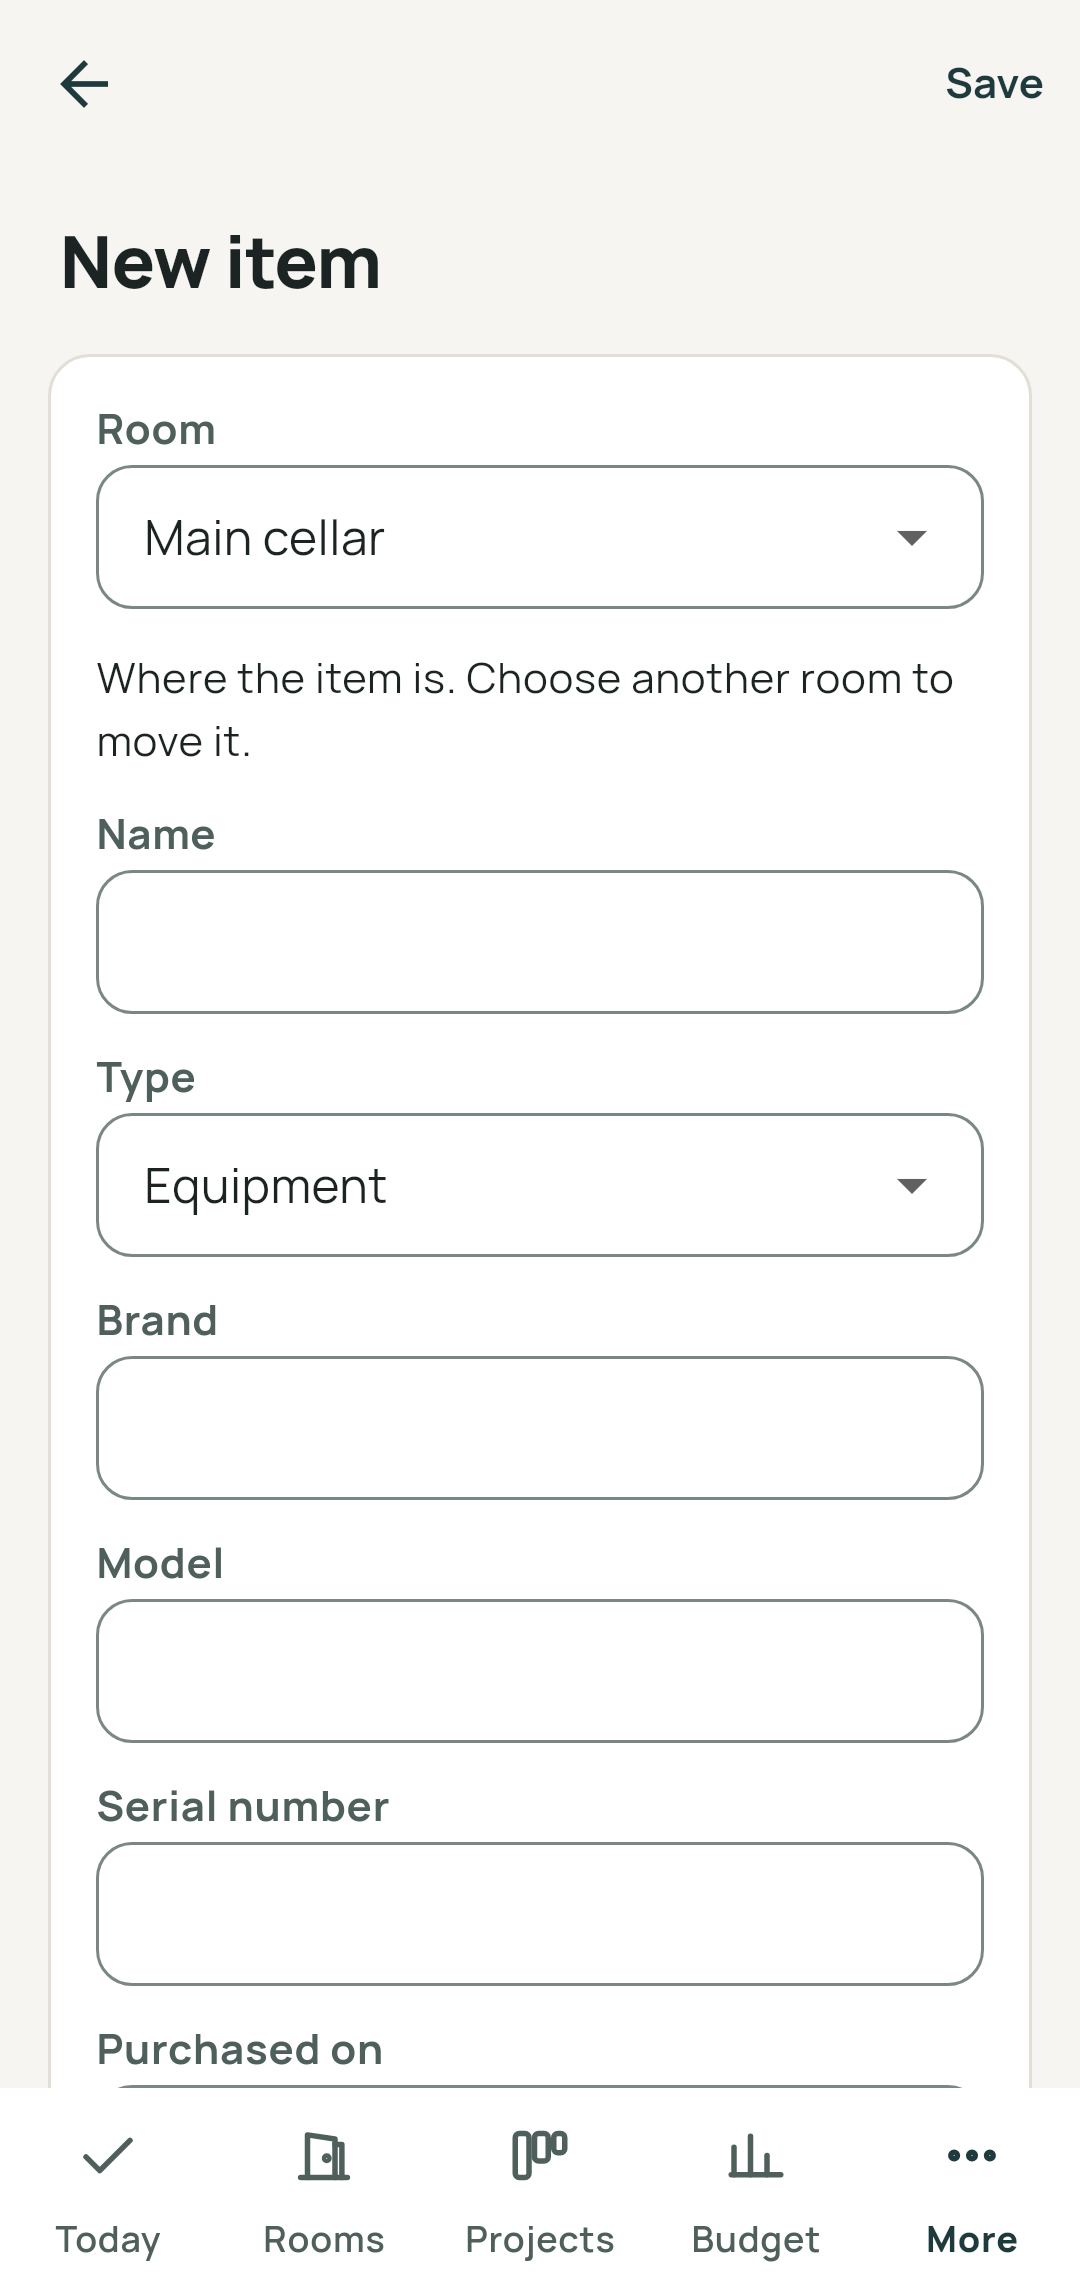 Save
New item
Room
Main cellar
Where the item is. Choose another room to
move it.
Name
Type
Equipment
Brand
Model
Serial number
Purchased on
Today
Rooms
Projects
Budget
More